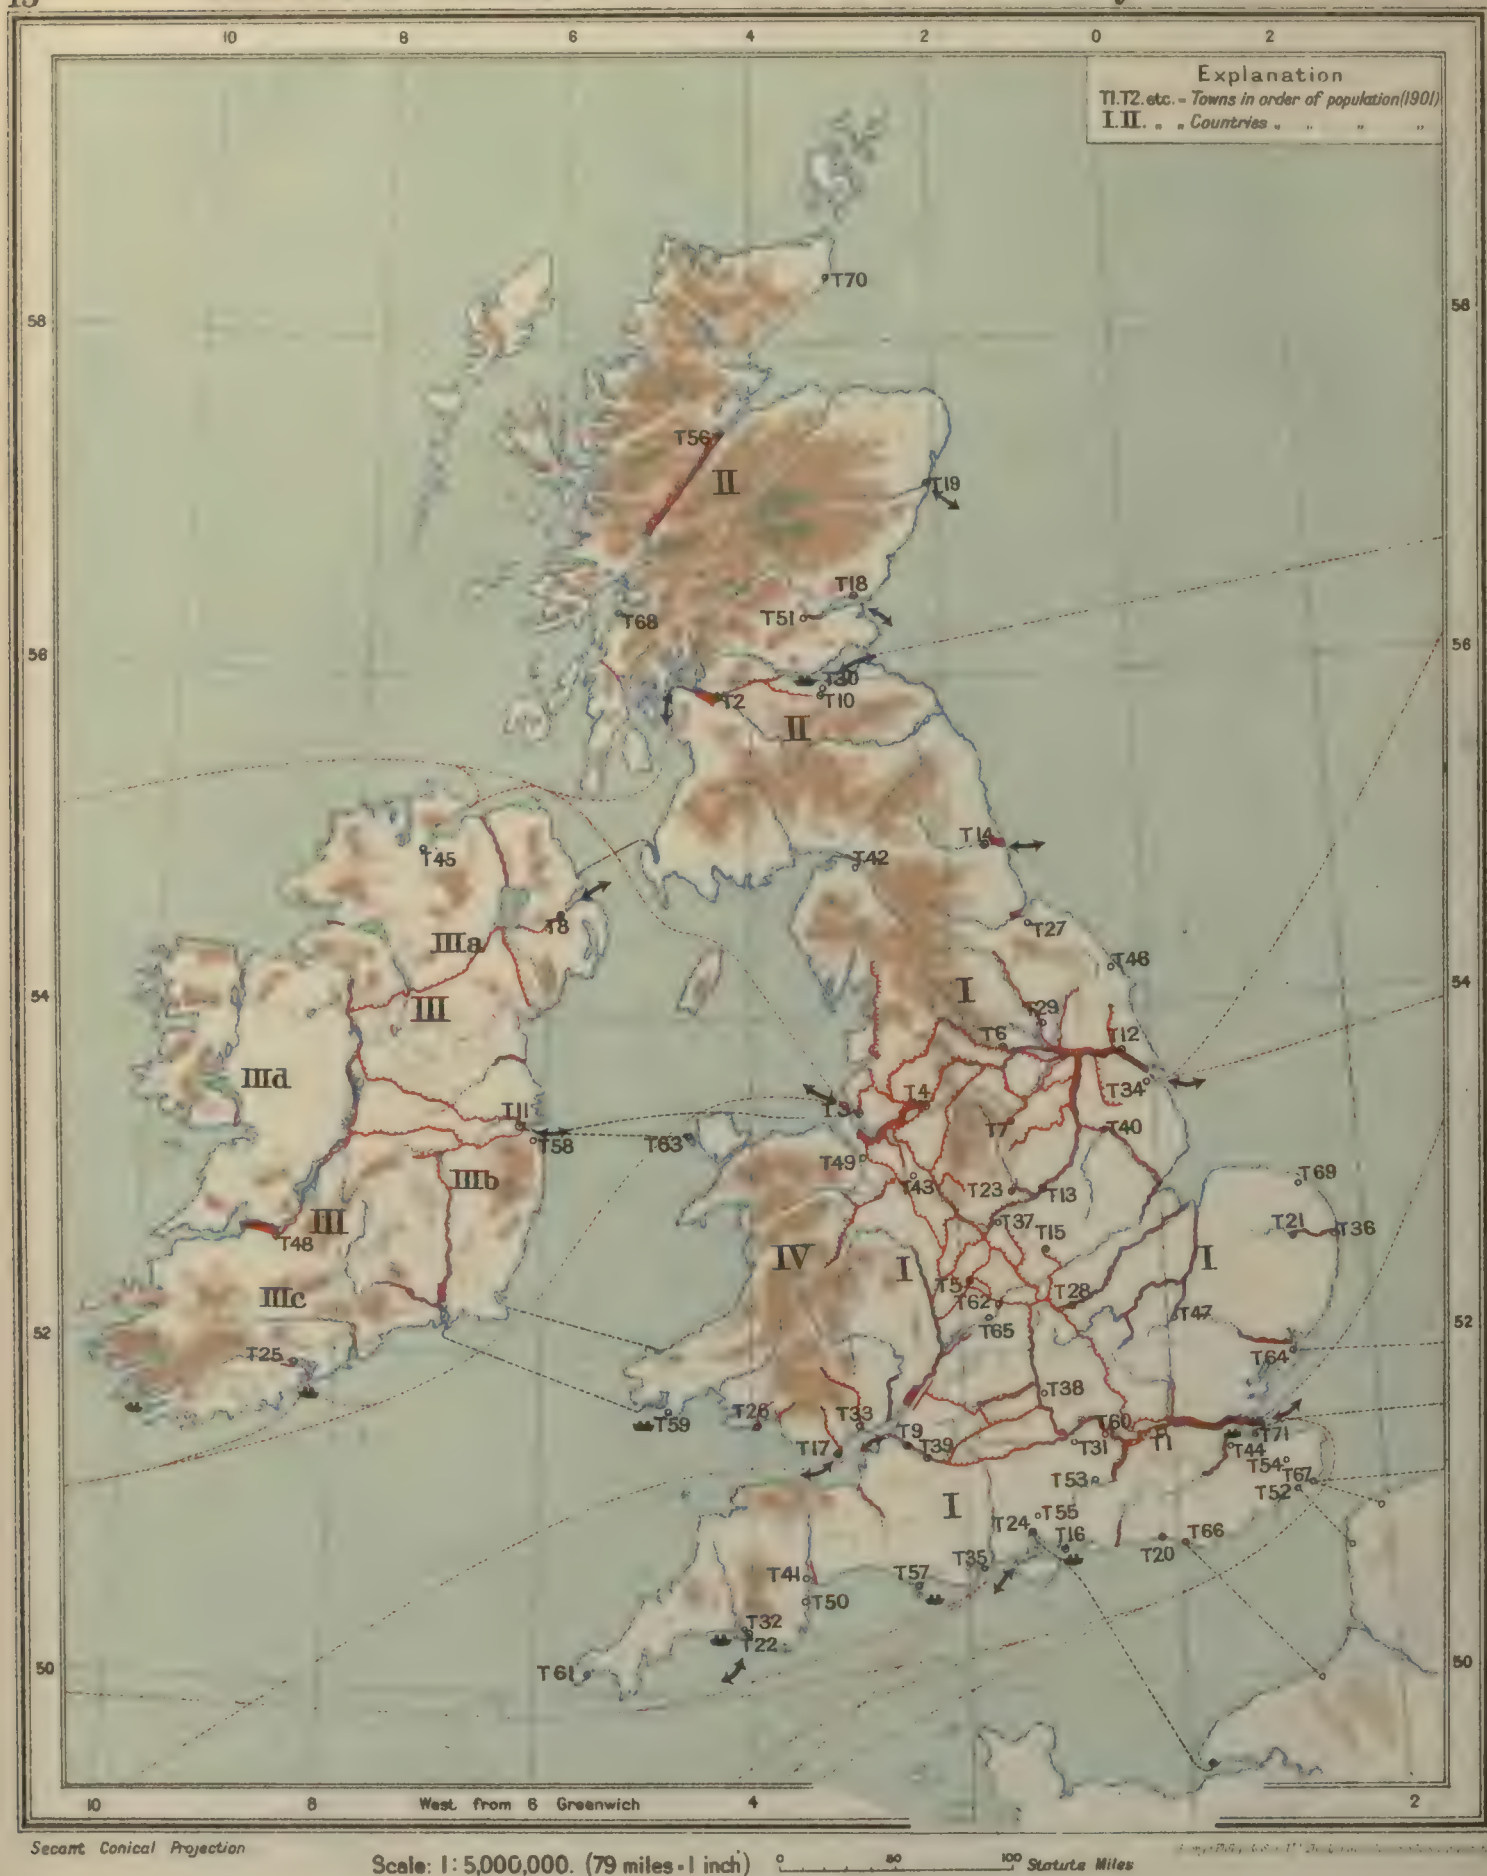 15
10 8 6 4 2 0 2
Explanation
T1.T2. etc. = Towns in order of population (1901)
I.II. „ „ Countries „ „ „ „
T70
58 58
T56
II
T19
T18
T51
T68
56 56
T30
T10
T2
II
T14
T45 T42
T8
T27
IIIa
T46
54 I 54
III T29
T6 T12
IIId
T34
T3 T4
T11 T7 T40
T58 T63
T49
IIIb T69
T43 T23 T13
III T37 T21 T36
T48 T15
IV I I
IIIc T5 T28
T62 T47
52 T65 52
T25 T64
T38
T59 T26 T33 T60 T71
T9 T31 T1 T44
T17 T39 T54
T53 T67
T52
I T55
T24 T16 T66
T20
T41 T57 T35
T50
T32
T22
50 T61 50
10 8 West from 6 Greenwich 4 2
Secant Conical Projection
Scale: 1:5,000,000. (79 miles = 1 inch) 0 50 100 Statute Miles